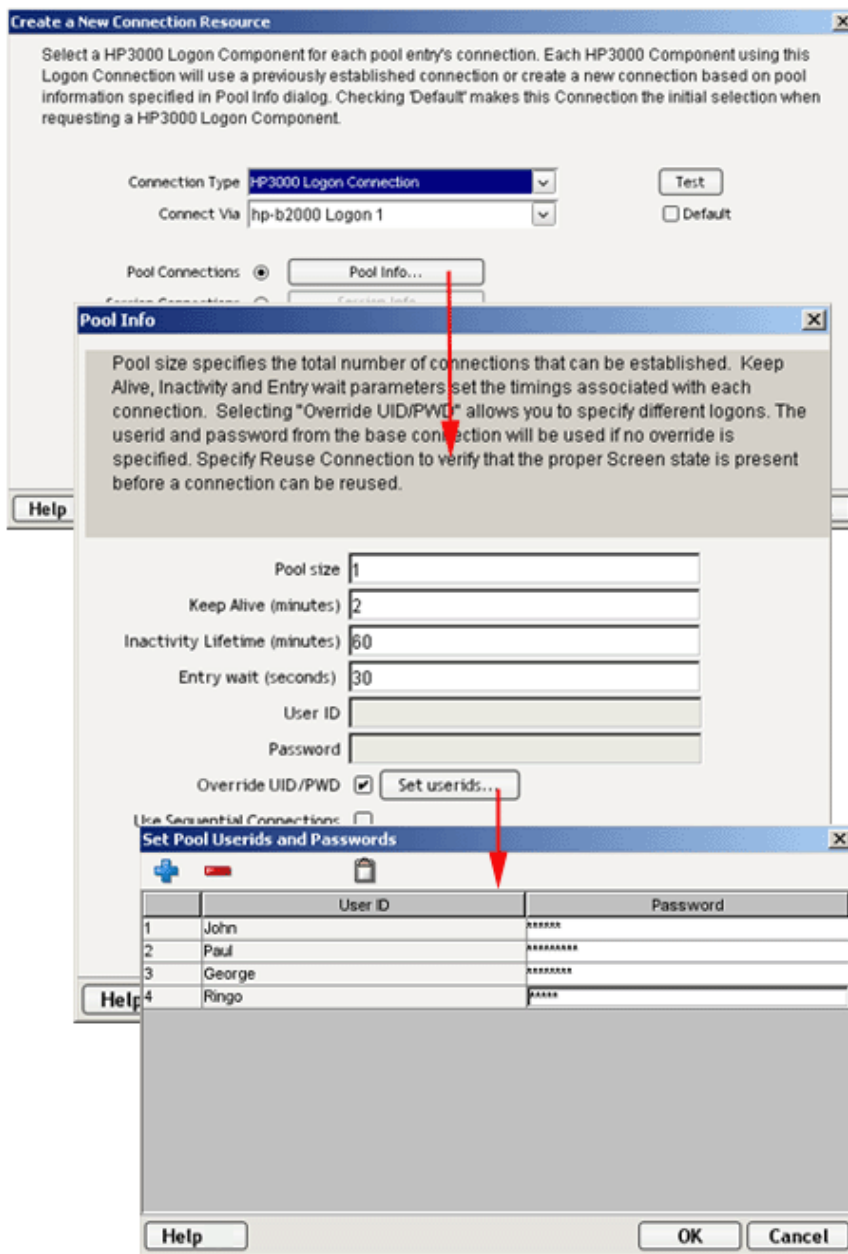 Create a New Connection Resource
Select a HP3000 Logon Component for each pool entry's connection. Each HP3000 Component using this
Logon Connection will use a previously established connection or create a new connection based on pool
information specified in Pool Info dialog. Checking 'Default' makes this Connection the initial selection when
requesting a HP3000 Logon Component.
Connection Type HP3000 Logon Connection Test
Connect Via hp-b2000 Logon 1 Default
Pool Connections Pool Info...
Session Connections Session Info
Pool Info
Pool size specifies the total number of connections that can be established. Keep
Alive, Inactivity and Entry wait parameters set the timings associated with each
connection. Selecting "Override UID/PWD" allows you to specify different logons. The
userid and password from the base connection will be used if no override is
specified. Specify Reuse Connection to verify that the proper Screen state is present
before a connection can be reused.
Help
Pool size 1
Keep Alive (minutes) 2
Inactivity Lifetime (minutes) 60
Entry wait (seconds) 30
User ID
Password
Override UID/PWD Set userids...
Use Sequential Connections
Set Pool Userids and Passwords
User ID Password
1 John ******
2 Paul *********
3 George ********
4 Ringo *****
Help
Help OK Cancel